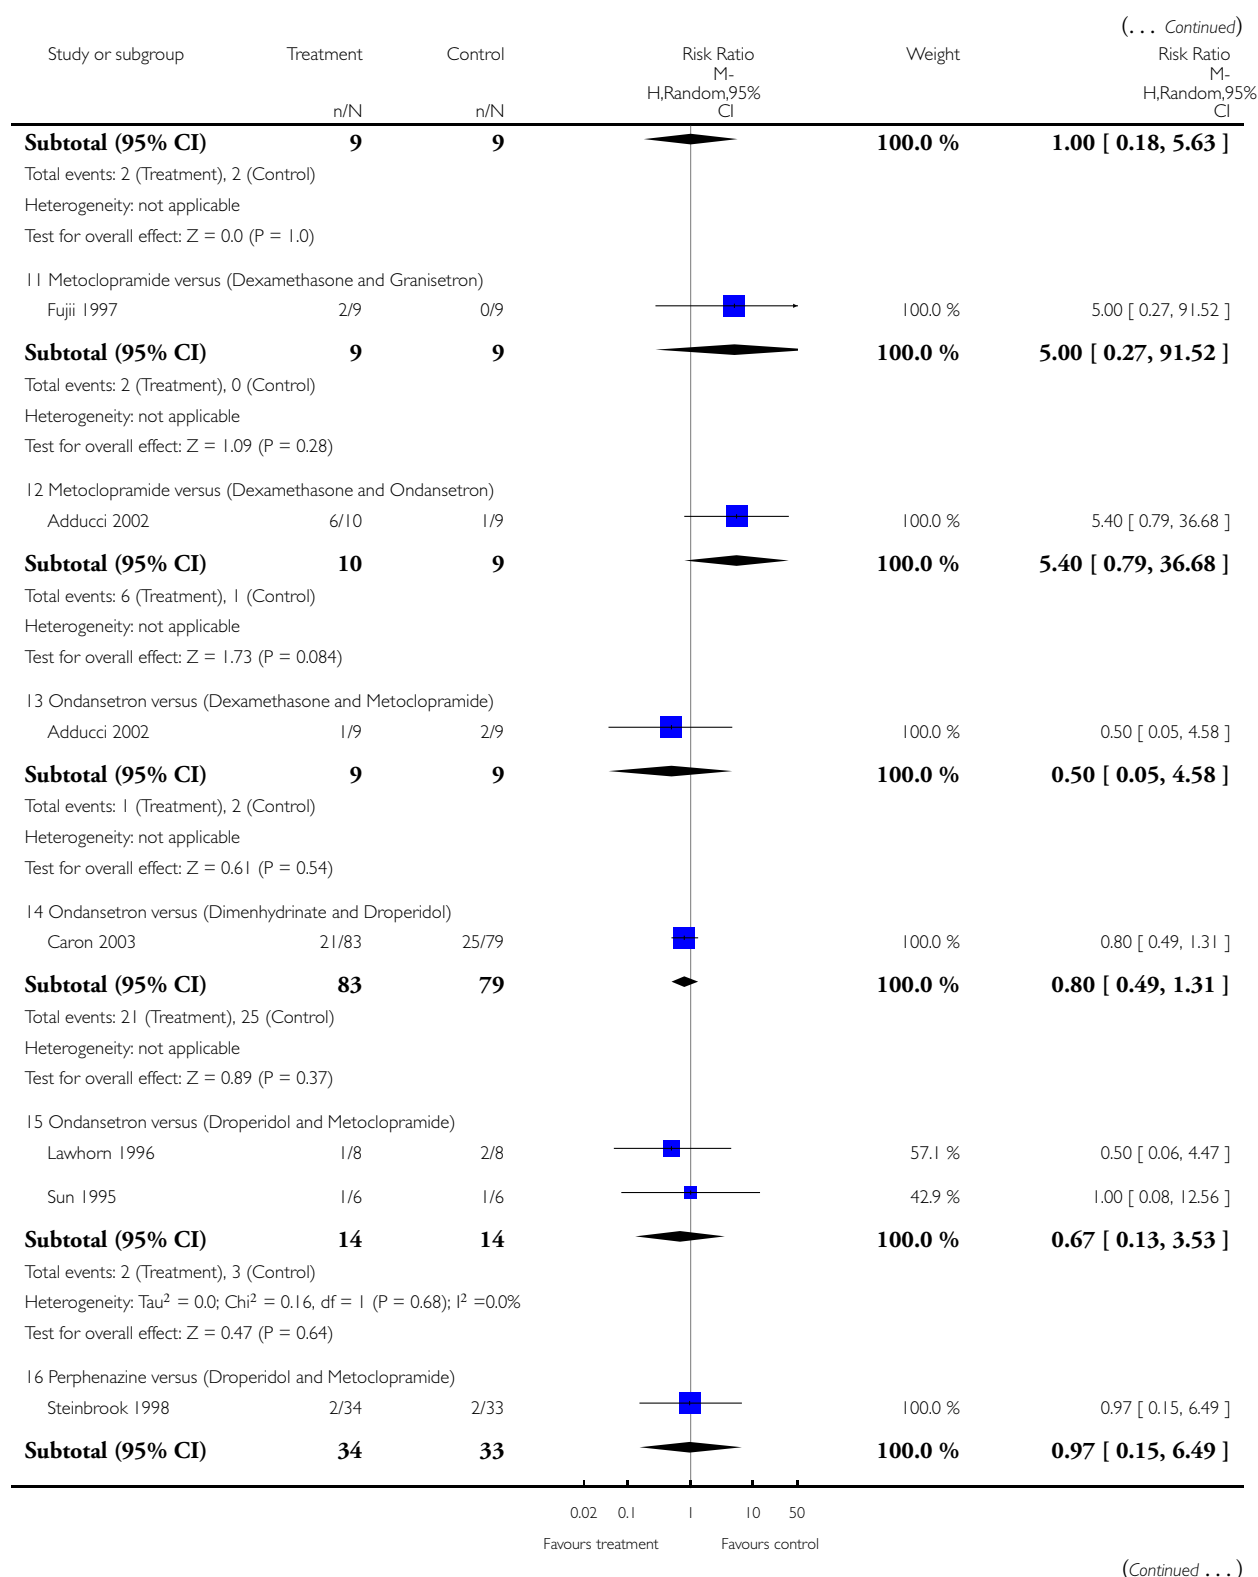 (... Continued)
Study or subgroup Treatment Control Risk Ratio Weight Risk Ratio
M- M-
H,Random,95% H,Random,95%
n/N n/N CI CI
Subtotal (95% CI) 9 9 100.0 % 1.00 [ 0.18, 5.63 ]
Total events: 2 (Treatment), 2 (Control)
Heterogeneity: not applicable
Test for overall effect: Z = 0.0 (P = 1.0)
11 Metoclopramide versus (Dexamethasone and Granisetron)
Fujii 1997 2/9 0/9 100.0 % 5.00 [ 0.27, 91.52 ]
Subtotal (95% CI) 9 9 100.0 % 5.00 [ 0.27, 91.52 ]
Total events: 2 (Treatment), 0 (Control)
Heterogeneity: not applicable
Test for overall effect: Z = 1.09 (P = 0.28)
12 Metoclopramide versus (Dexamethasone and Ondansetron)
Adducci 2002 6/10 1/9 100.0 % 5.40 [ 0.79, 36.68 ]
Subtotal (95% CI) 10 9 100.0 % 5.40 [ 0.79, 36.68 ]
Total events: 6 (Treatment), 1 (Control)
Heterogeneity: not applicable
Test for overall effect: Z = 1.73 (P = 0.084)
13 Ondansetron versus (Dexamethasone and Metoclopramide)
Adducci 2002 1/9 2/9 100.0 % 0.50 [ 0.05, 4.58 ]
Subtotal (95% CI) 9 9 100.0 % 0.50 [ 0.05, 4.58 ]
Total events: 1 (Treatment), 2 (Control)
Heterogeneity: not applicable
Test for overall effect: Z = 0.61 (P = 0.54)
14 Ondansetron versus (Dimenhydrinate and Droperidol)
Caron 2003 21/83 25/79 100.0 % 0.80 [ 0.49, 1.31 ]
Subtotal (95% CI) 83 79 100.0 % 0.80 [ 0.49, 1.31 ]
Total events: 21 (Treatment), 25 (Control)
Heterogeneity: not applicable
Test for overall effect: Z = 0.89 (P = 0.37)
15 Ondansetron versus (Droperidol and Metoclopramide)
Lawhorn 1996 1/8 2/8 57.1 % 0.50 [ 0.06, 4.47 ]
Sun 1995 1/6 1/6 42.9 % 1.00 [ 0.08, 12.56 ]
Subtotal (95% CI) 14 14 100.0 % 0.67 [ 0.13, 3.53 ]
Total events: 2 (Treatment), 3 (Control)
Heterogeneity: Tau² = 0.0; Chi² = 0.16, df = 1 (P = 0.68); I² =0.0%
Test for overall effect: Z = 0.47 (P = 0.64)
16 Perphenazine versus (Droperidol and Metoclopramide)
Steinbrook 1998 2/34 2/33 100.0 % 0.97 [ 0.15, 6.49 ]
Subtotal (95% CI) 34 33 100.0 % 0.97 [ 0.15, 6.49 ]
0.02 0.1 1 10 50
Favours treatment Favours control
(Continued ...)